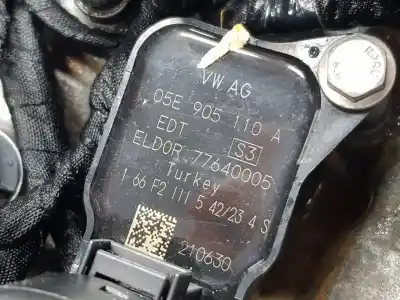 VW AG
05E 905 110 A
EDT S3
ELDOR 77640005
Turkey
1 66 F2 111 5 42/23 4 S
210630